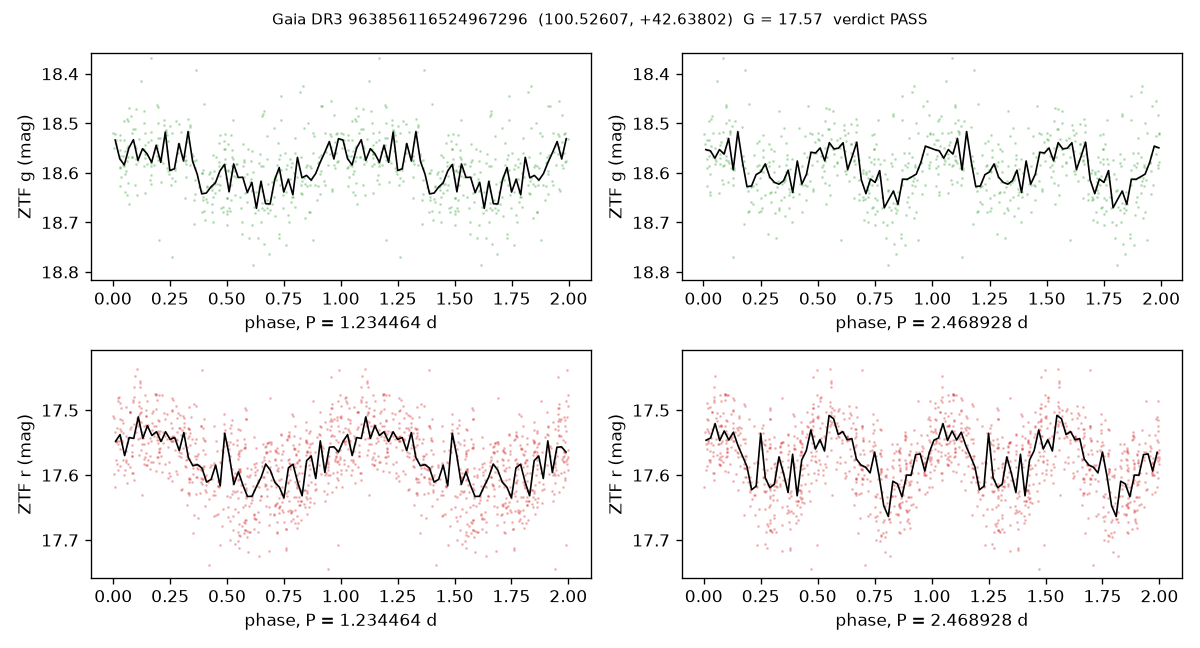 Gaia DR3 963856116524967296  (100.52607, +42.63802)  G = 17.57  verdict PASS
ZTF g (mag)
18.4
18.5
18.6
18.7
18.8
0.00 0.25 0.50 0.75 1.00 1.25 1.50 1.75 2.00
phase, P = 1.234464 d
ZTF g (mag)
18.4
18.5
18.6
18.7
18.8
0.00 0.25 0.50 0.75 1.00 1.25 1.50 1.75 2.00
phase, P = 2.468928 d
ZTF r (mag)
17.5
17.6
17.7
0.00 0.25 0.50 0.75 1.00 1.25 1.50 1.75 2.00
phase, P = 1.234464 d
ZTF r (mag)
17.5
17.6
17.7
0.00 0.25 0.50 0.75 1.00 1.25 1.50 1.75 2.00
phase, P = 2.468928 d